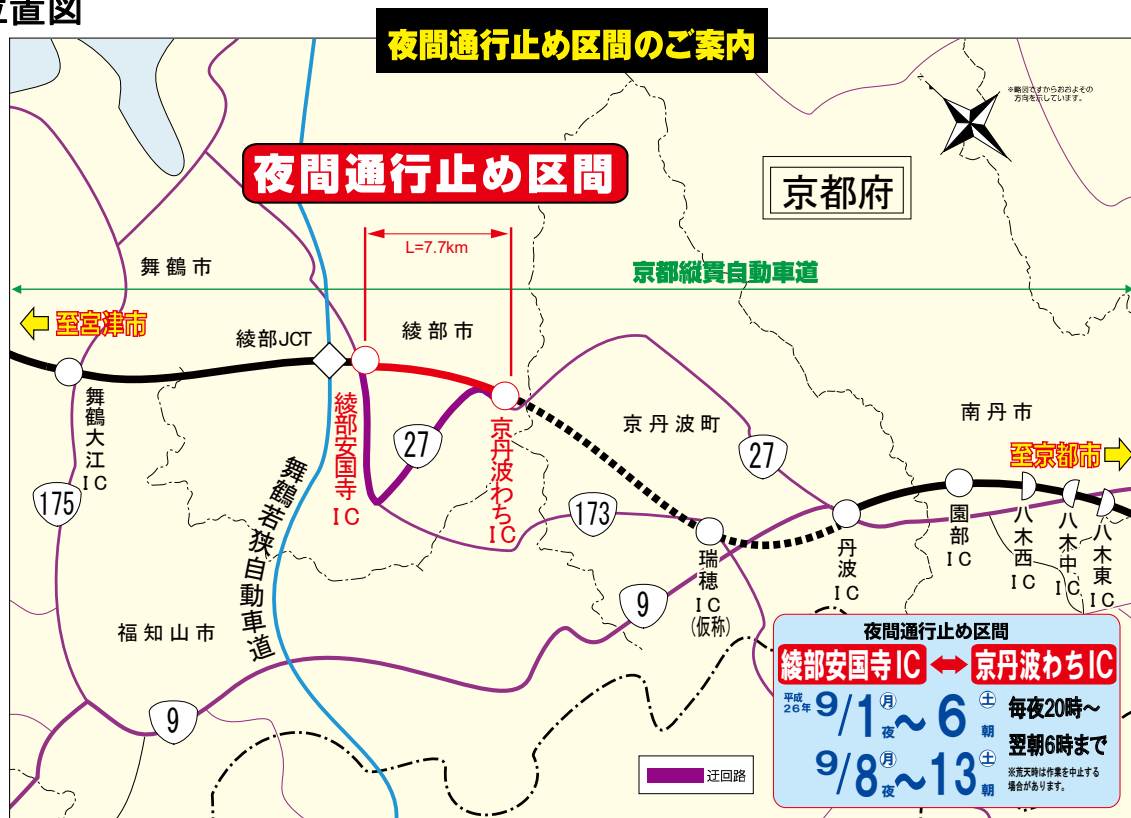 位置図
夜間通行止め区間のご案内
※略図ですからおおよその
方向を示しています。
夜間通行止め区間
京都府
L=7.7km
舞鶴市
京都縦貫自動車道
至宮津市
綾部JCT
綾部市
舞鶴大江IC
綾部安国寺IC
27
京丹波わちIC
京丹波町
27
南丹市
至京都市
175
舞鶴若狭自動車道
173
瑞穂IC
(仮称)
丹波IC
園部IC
八木西IC
八木中IC
八木東IC
9
福知山市
9
迂回路
夜間通行止め区間
綾部安国寺IC ↔ 京丹波わちIC
平成26年 9/1(月)夜~6(土)朝
9/8(月)夜~13(土)朝
毎夜20時~
翌朝6時まで
※荒天時は作業を中止する
場合があります。